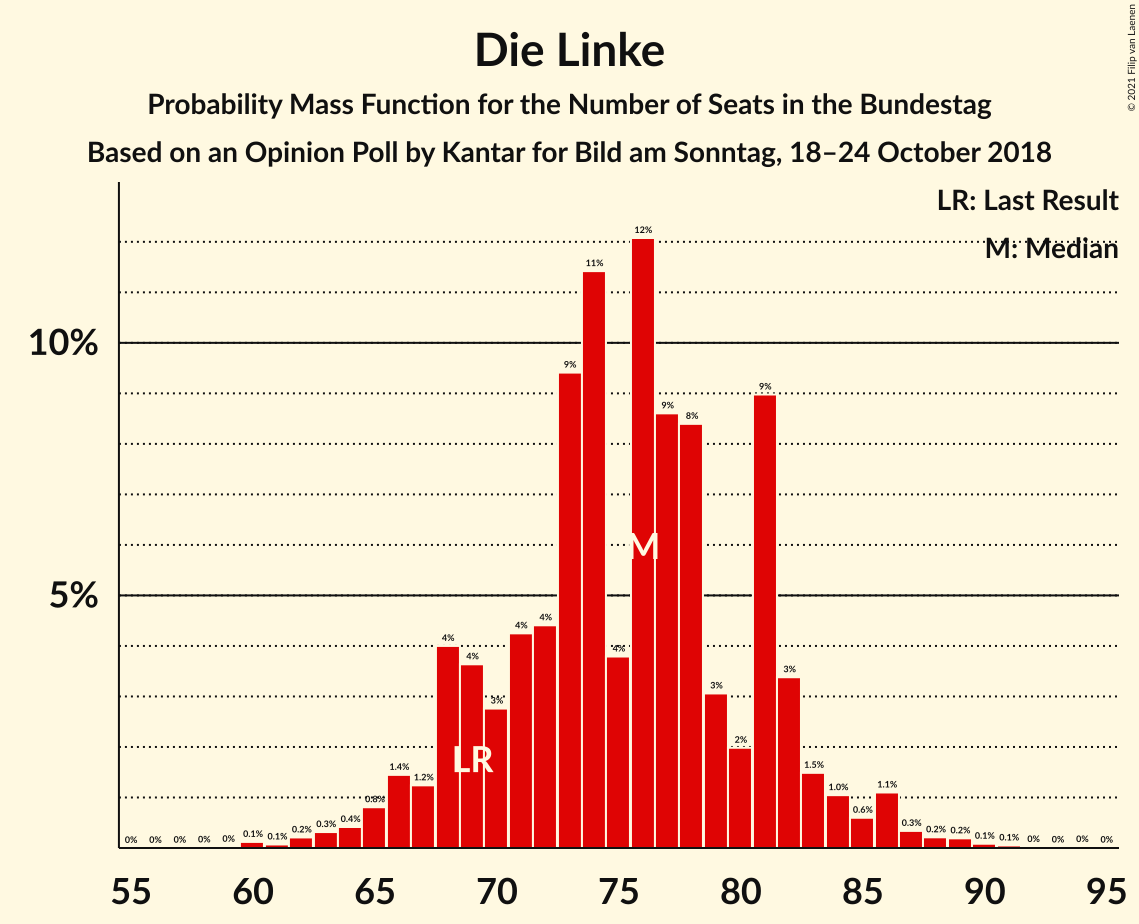 Die Linke
Probability Mass Function for the Number of Seats in the Bundestag
Based on an Opinion Poll by Kantar for Bild am Sonntag, 18–24 October 2018
© 2021 Filip van Laenen
LR: Last Result
M: Median
10%
5%
0% 0% 0% 0% 0% 0.1% 0.1% 0.2% 0.3% 0.4% 0.8% 1.4% 1.2% 4% 4% 3% 4% 4% 9% 11% 4% 12% 9% 8% 3% 2% 9% 3% 1.5% 1.0% 0.6% 1.1% 0.3% 0.2% 0.2% 0.1% 0.1% 0% 0% 0% 0%
M
LR
55 60 65 70 75 80 85 90 95